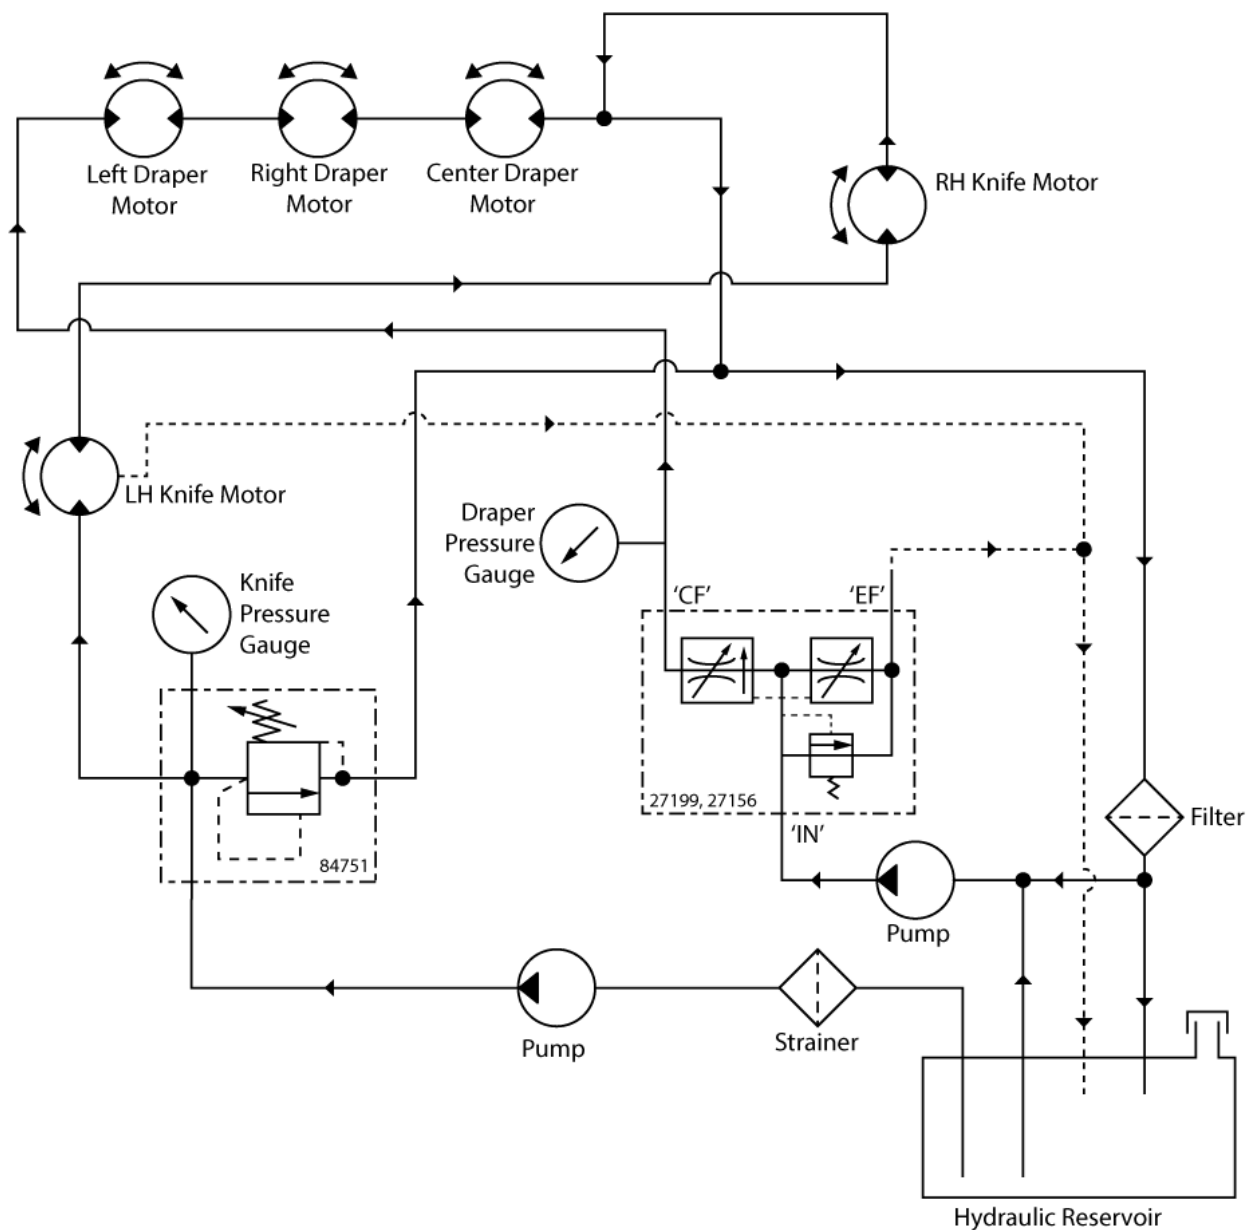 Left Draper
Motor
Right Draper
Motor
Center Draper
Motor
RH Knife Motor
LH Knife Motor
Draper
Pressure
Gauge
Knife
Pressure
Gauge
‘CF’
‘EF’
27199, 27156
‘IN’
84751
Filter
Pump
Pump
Strainer
Hydraulic Reservoir